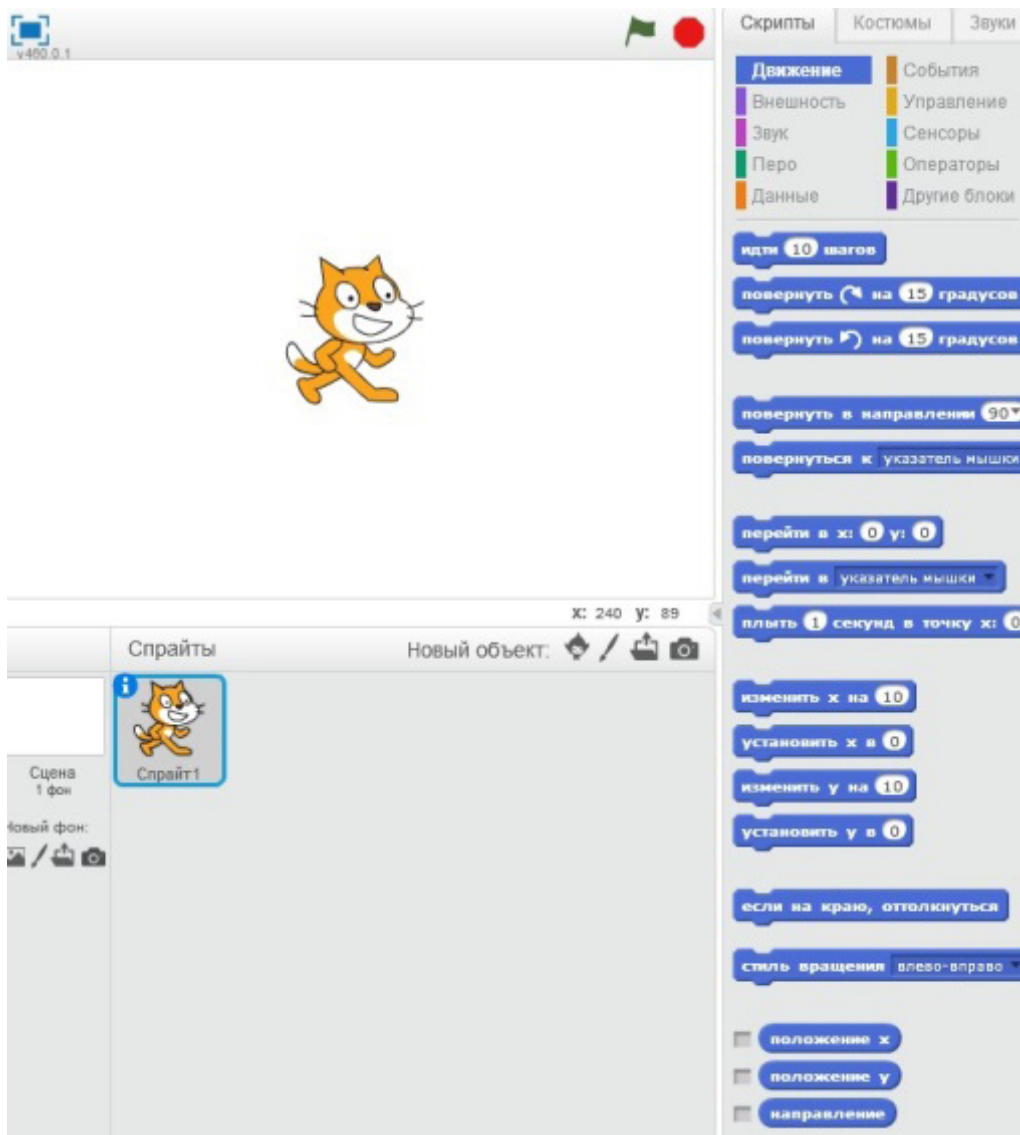 v460.0.1
Скрипты Костюмы Звуки
Движение События
Внешность Управление
Звук Сенсоры
Перо Операторы
Данные Другие блоки
идти 10 шагов
повернуть на 15 градусов
повернуть на 15 градусов
повернуть в направлении 90
повернуться к указатель мышки
перейти в x: 0 y: 0
перейти в указатель мышки
плыть 1 секунд в точку x: 0
изменить x на 10
установить x в 0
изменить y на 10
установить y в 0
если на краю, оттолкнуться
стиль вращения влево-вправо
положение x
положение y
направление
x: 240 y: 89
Спрайты Новый объект:
Спрайт1
Сцена
1 фон
Новый фон: